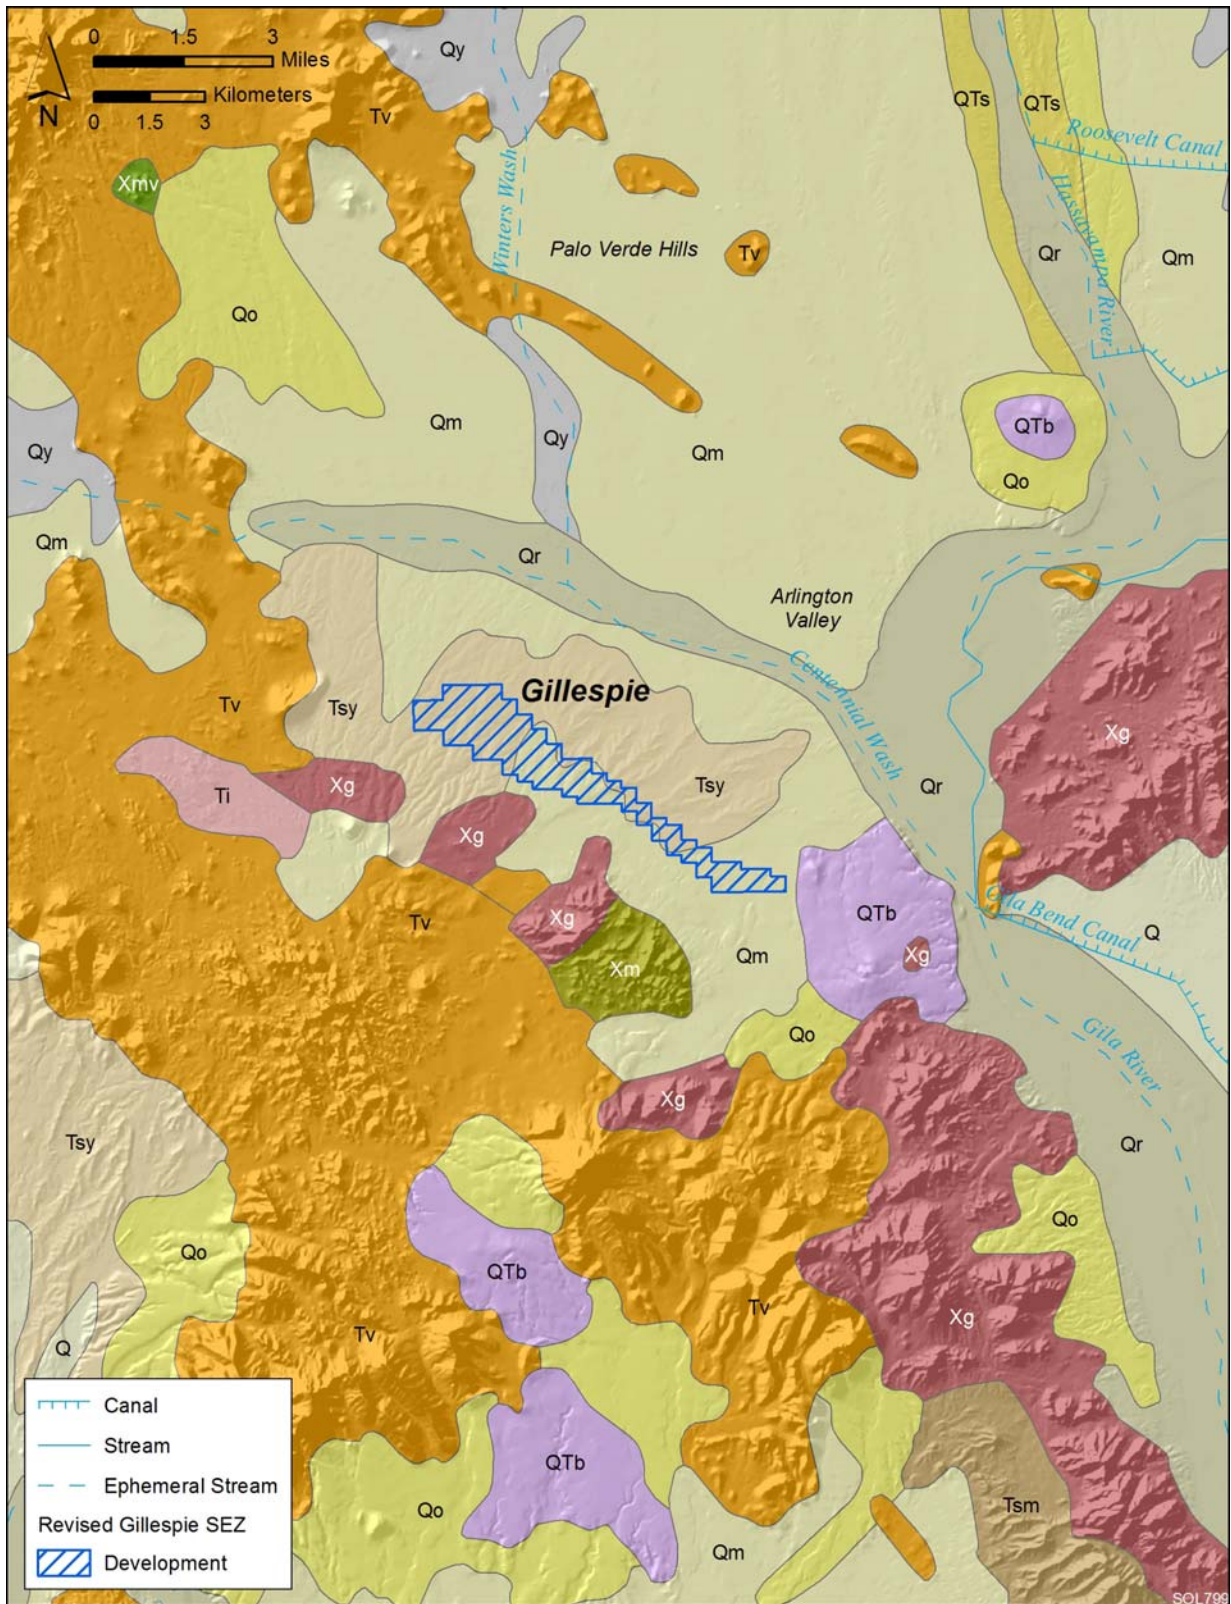 0 1.5 3
Miles
Kilometers
0 1.5 3
N
Qy
Tv
QTs
QTs
Roosevelt Canal
Xmv
Winters Wash
Hassayampa River
Palo Verde Hills
Tv
Qr
Qm
Qo
Qm
Qy
Qm
QTb
Qo
Qy
Qm
Qr
Arlington
Valley
Centennial Wash
Gillespie
Tv
Tsy
Xg
Ti
Xg
Tsy
Qr
Xg
Tv
Xg
QTb
Gila Bend Canal
Q
Xm
Qm
Xg
Qo
Gila River
Xg
Tsy
Qr
Qo
Qo
QTb
Tv
Xg
Tv
Q
Canal
Stream
Ephemeral Stream
Revised Gillespie SEZ
Development
QTb
Qo
Qm
Tsm
SOL799